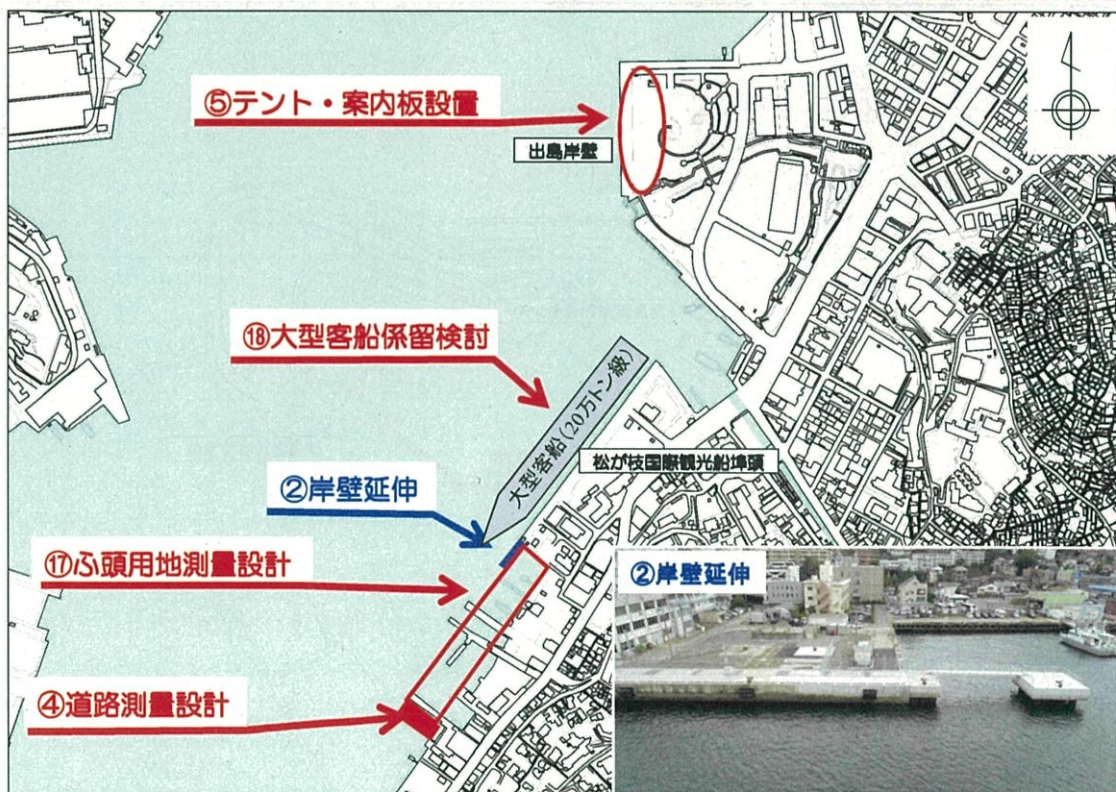 ⑤テント・案内板設置
出島岸壁
⑱大型客船係留検討
大型客船(20万トン級)
松が枝国際観光船埠頭
②岸壁延伸
⑰ふ頭用地測量設計
②岸壁延伸
④道路測量設計